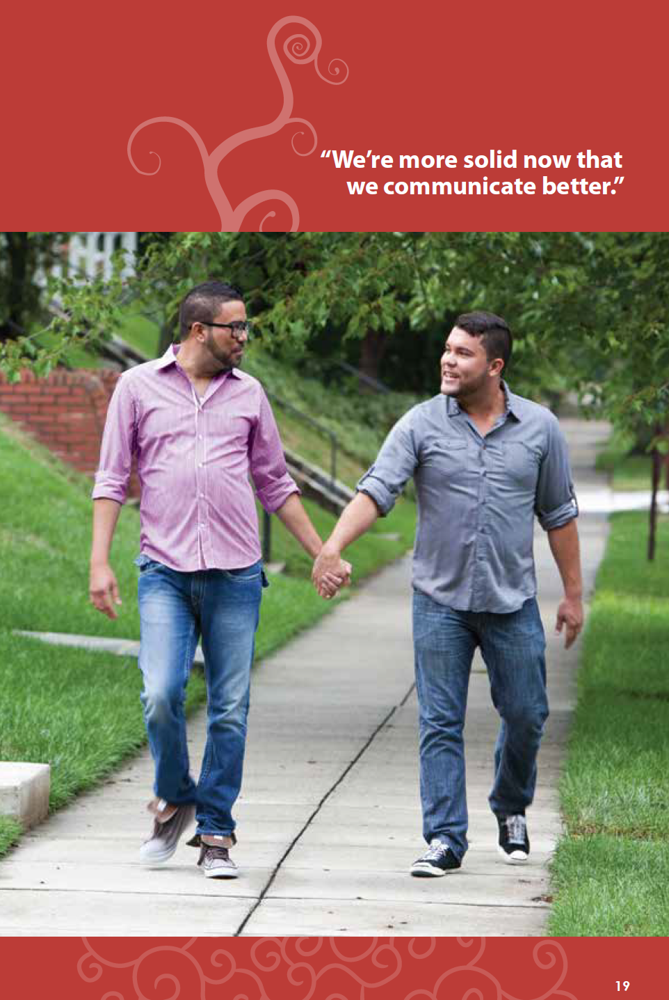 “We’re more solid now that
we communicate better.”
19